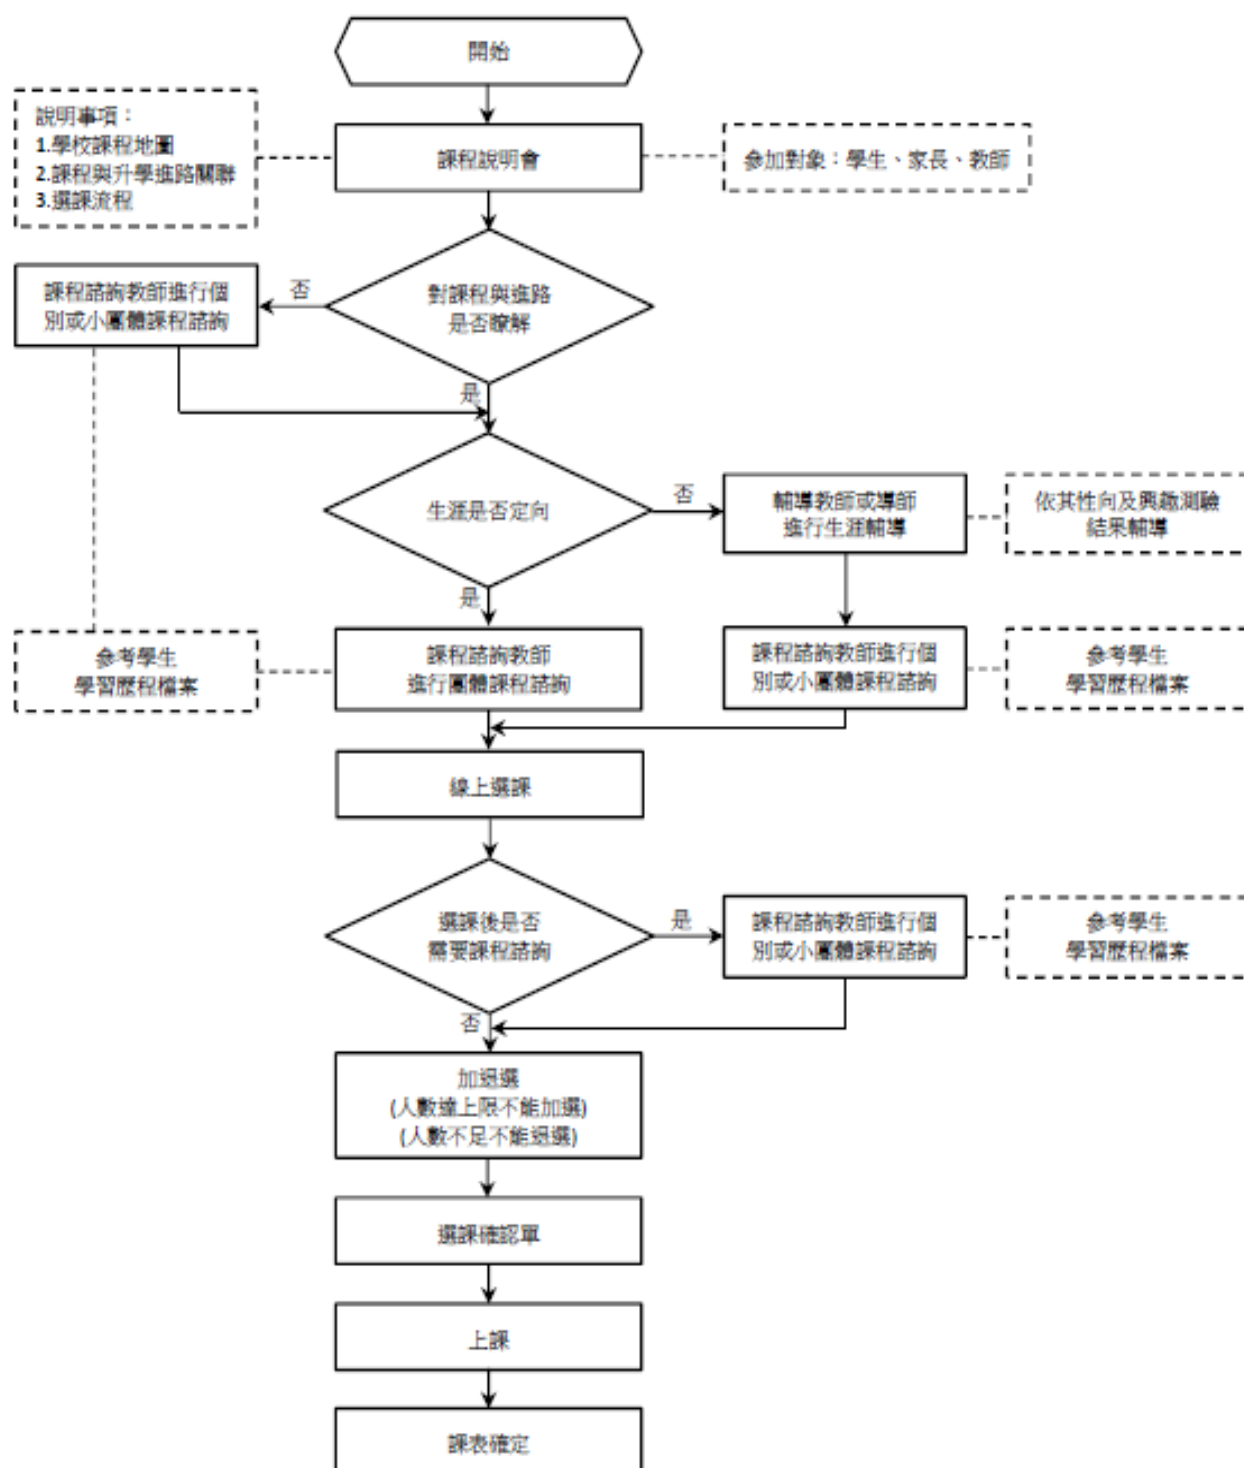 開始
說明事項：
1.學校課程地圖
2.課程與升學進路關聯
3.選課流程
課程說明會
參加對象：學生、家長、教師
課程諮詢教師進行個
別或小團體課程諮詢
否
對課程與進路
是否瞭解
是
生涯是否定向
否
輔導教師或導師
進行生涯輔導
依其性向及興趣測驗
結果輔導
是
參考學生
學習歷程檔案
課程諮詢教師
進行團體課程諮詢
課程諮詢教師進行個
別或小團體課程諮詢
參考學生
學習歷程檔案
線上選課
選課後是否
需要課程諮詢
是
課程諮詢教師進行個
別或小團體課程諮詢
參考學生
學習歷程檔案
否
加退選
(人數達上限不能加選)
(人數不足不能退選)
選課確認單
上課
課表確定